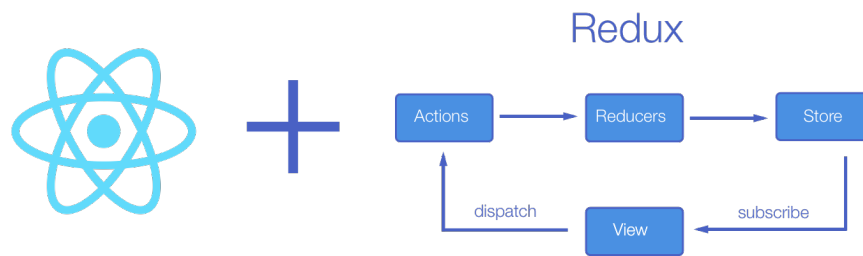 Redux
Actions
Reducers
Store
dispatch
subscribe
View